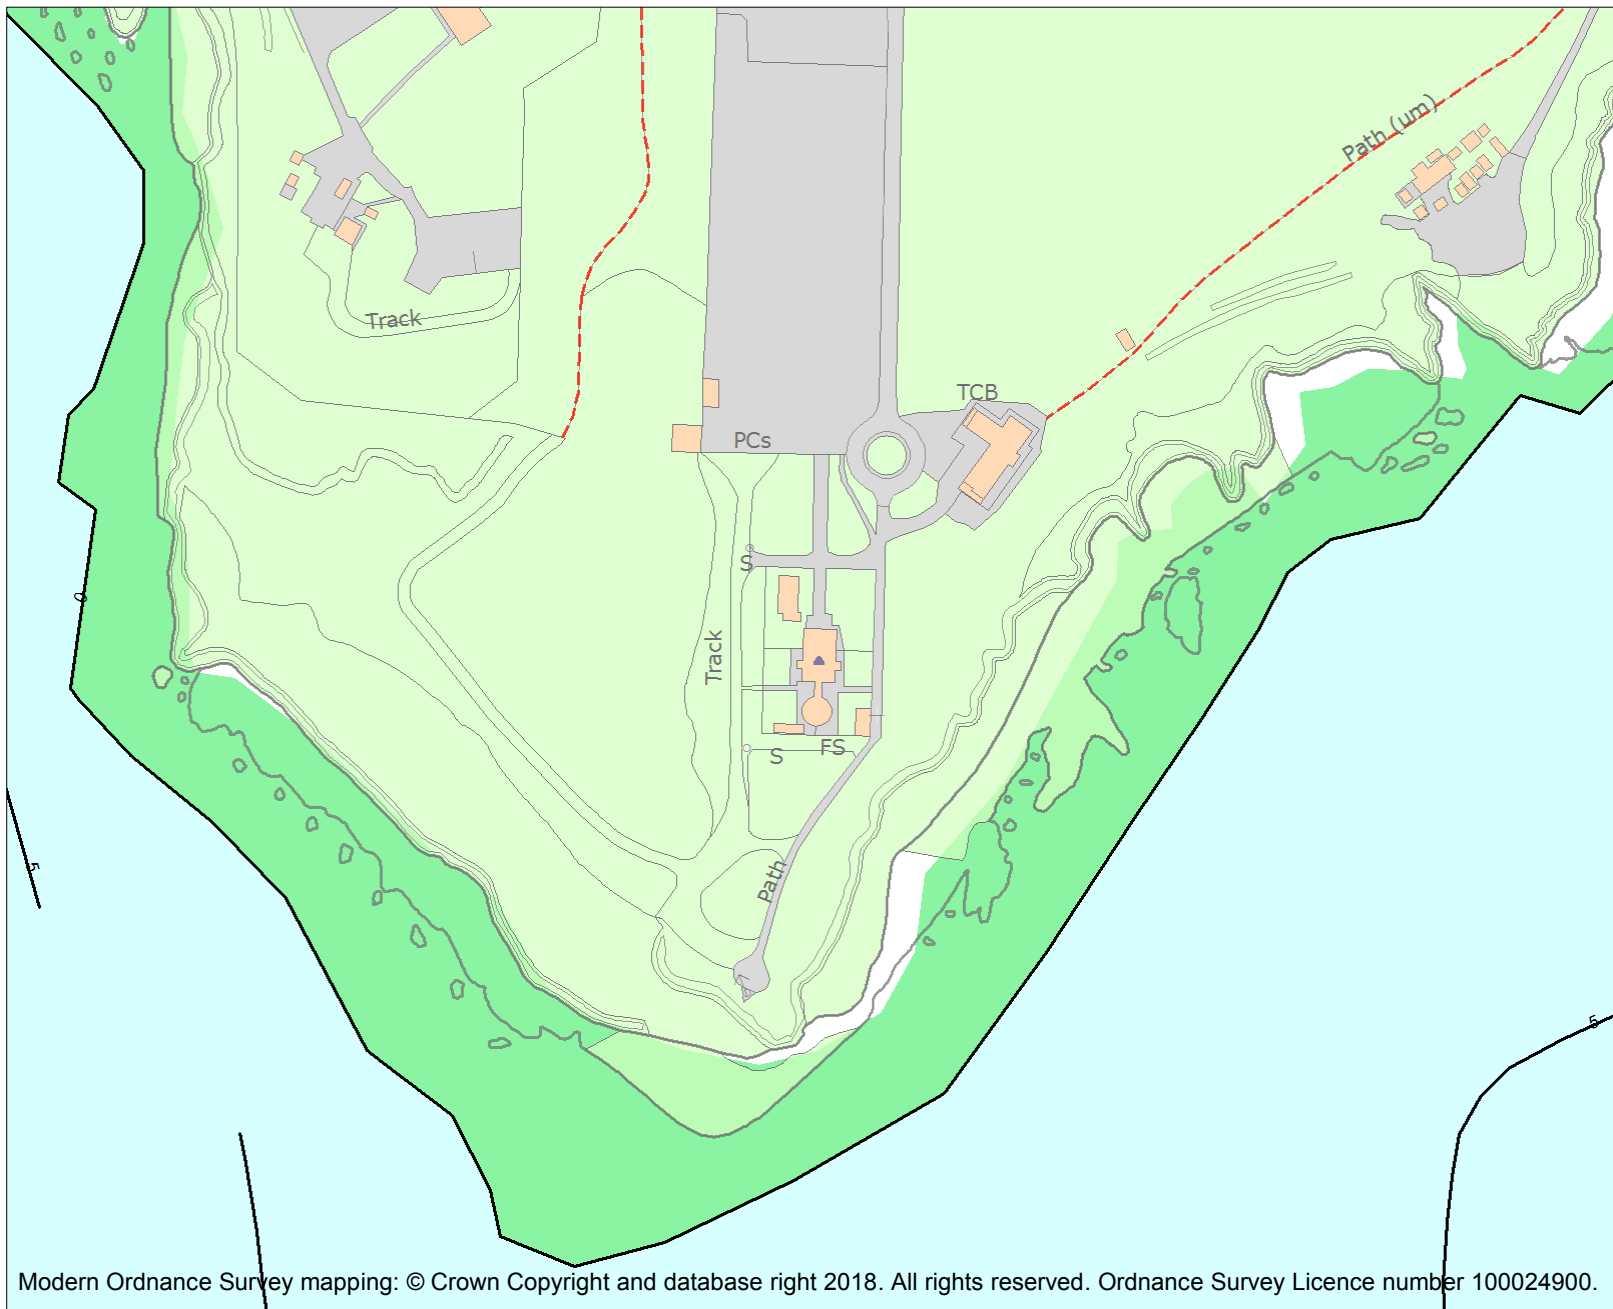 Path (um)
Track
TCB
PCs
S
0
Track
FS
S
5
Path
5
Modern Ordnance Survey mapping: © Crown Copyright and database right 2018. All rights reserved. Ordnance Survey Licence number 100024900.